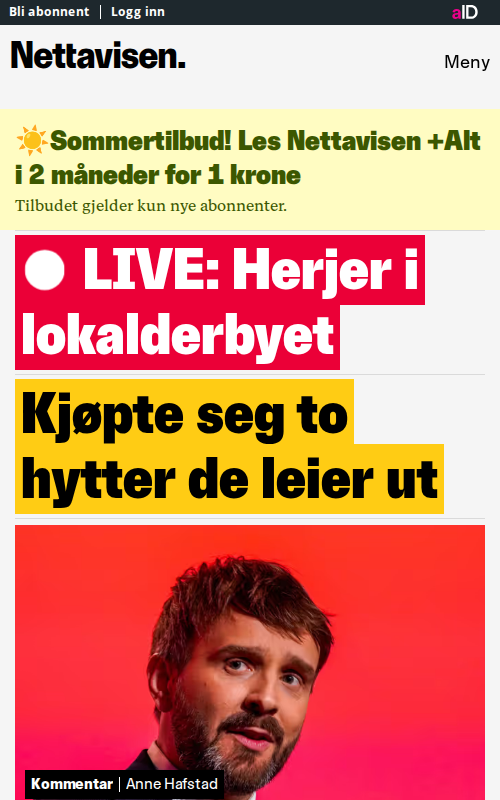 Bli abonnent | Logg inn
aID
Nettavisen.
Meny
☀️Sommertilbud! Les Nettavisen +Alt
i 2 måneder for 1 krone
Tilbudet gjelder kun nye abonnenter.
LIVE: Herjer i
lokalderbyet
Kjøpte seg to
hytter de leier ut
Kommentar | Anne Hafstad